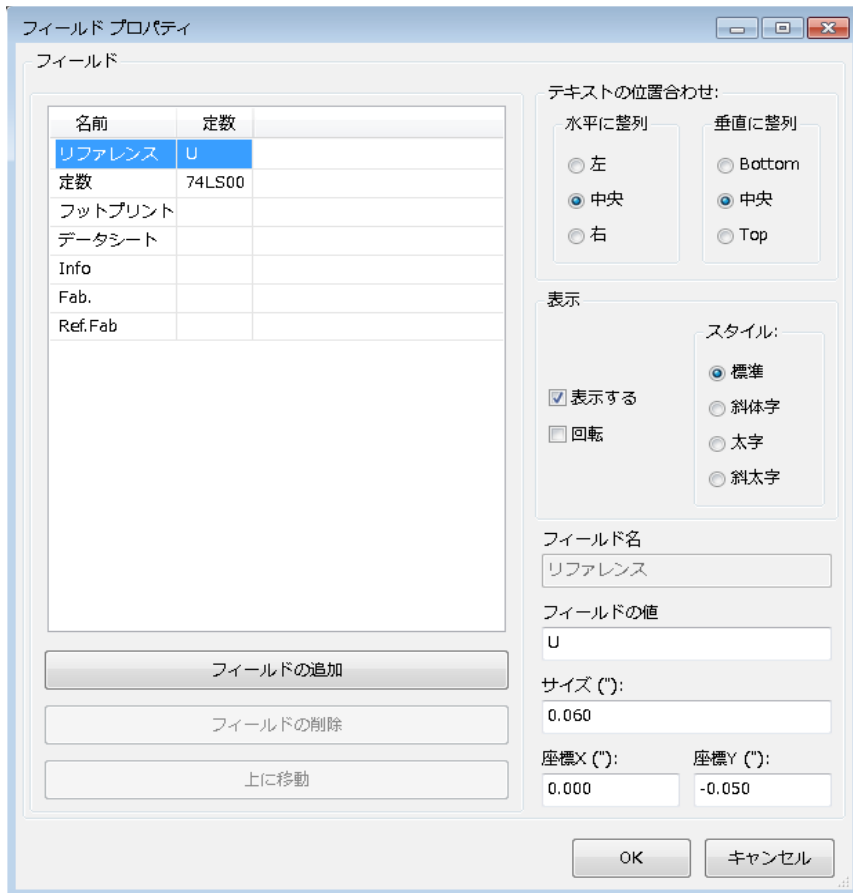 フィールド プロパティ
フィールド
名前 定数
リファレンス U
定数 74LS00
フットプリント
データシート
Info
Fab.
Ref.Fab
フィールドの追加
フィールドの削除
上に移動
テキストの位置合わせ:
水平に整列
左
中央
右
垂直に整列
Bottom
中央
Top
表示
表示する
回転
スタイル:
標準
斜体字
太字
斜太字
フィールド名
リファレンス
フィールドの値
U
サイズ ("):
0.060
座標X ("): 座標Y ("):
0.000 -0.050
OK キャンセル